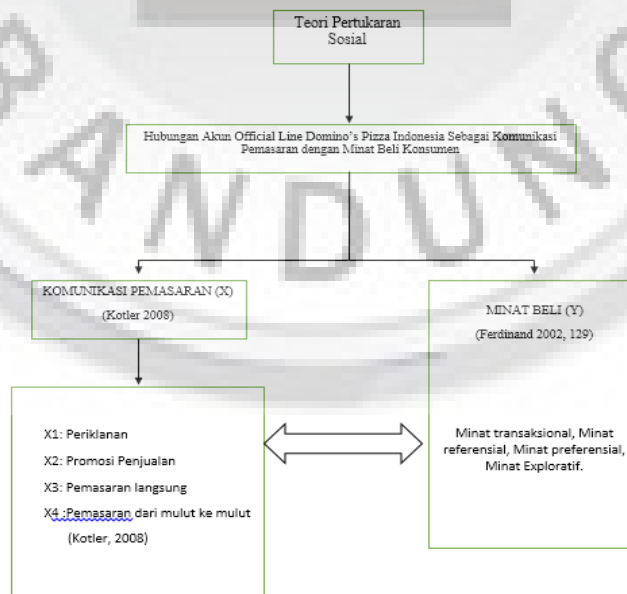 Teori Pertukaran
Sosial
Hubungan Akun Official Line Domino's Pizza Indonesia Sebagai Komunikasi
Pemasaran dengan Minat Beli Konsumen
KOMUNIKASI PEMASARAN (X)
(Kotler 2008)
MINAT BELI (Y)
(Ferdinand 2002, 129)
X1: Periklanan
X2: Promosi Penjualan
X3: Pemasaran langsung
X4 :Pemasaran dari mulut ke mulut
(Kotler, 2008)
Minat transaksional, Minat
referensial, Minat preferensial,
Minat Exploratif.
ANDUN